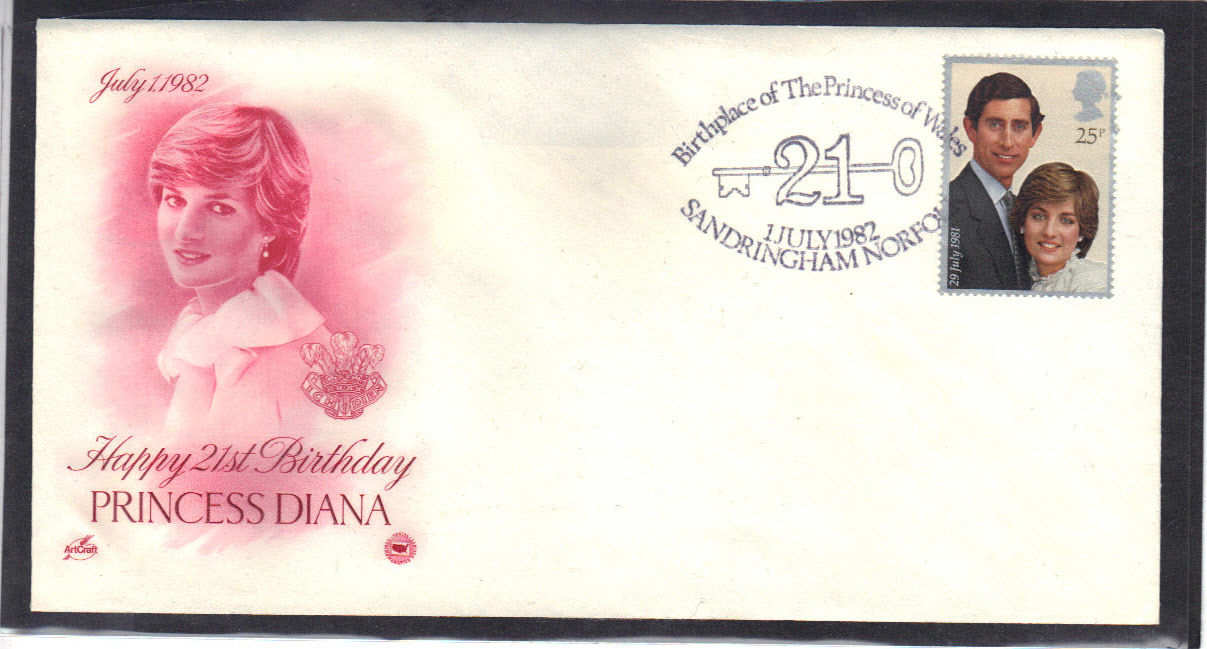 July 1, 1982
Birthplace of The Princess of Wales
21
1 JULY 1982
SANDRINGHAM NORFOL
25P
29 July 1981
ICH DIEN
Happy 21st Birthday
PRINCESS DIANA
ArtCraft